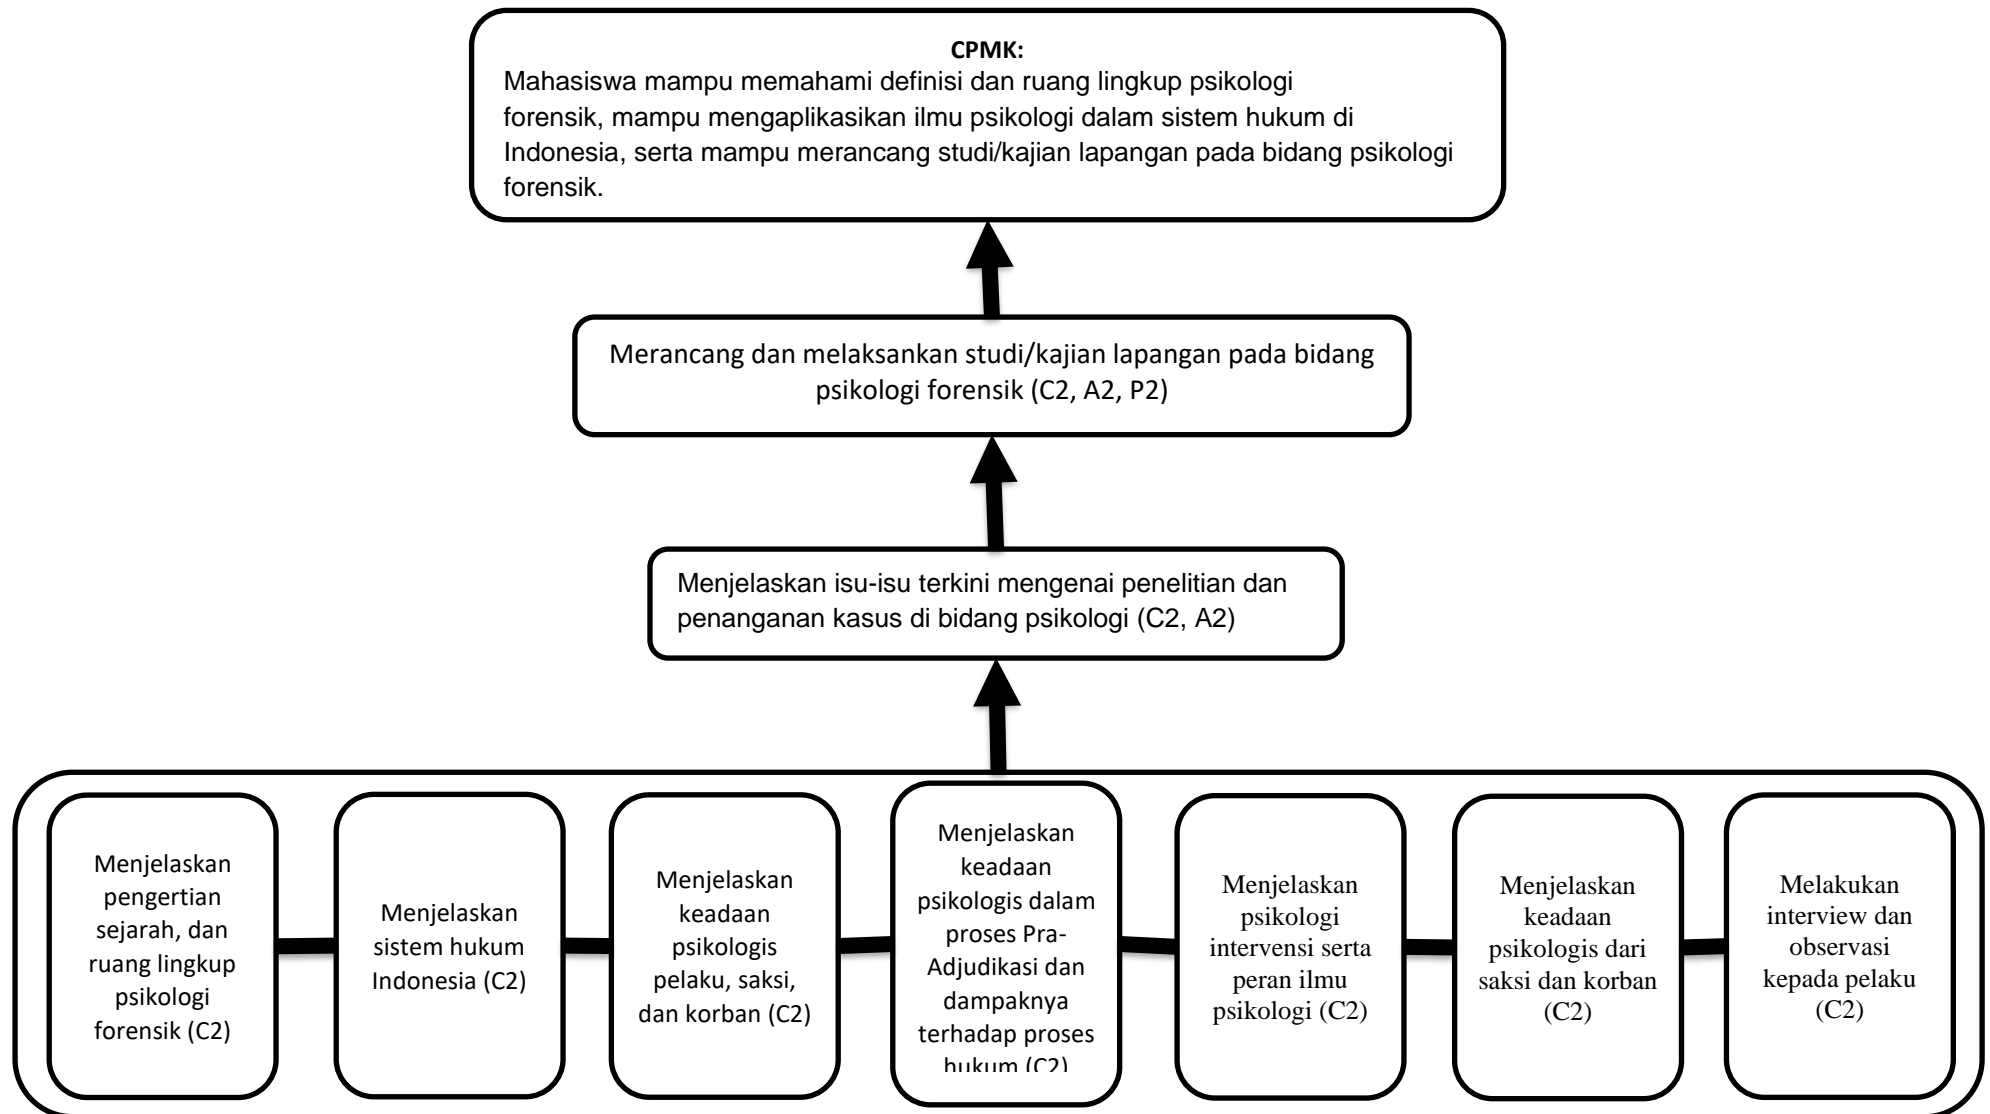 CPMK:
Mahasiswa mampu memahami definisi dan ruang lingkup psikologi
forensik, mampu mengaplikasikan ilmu psikologi dalam sistem hukum di
Indonesia, serta mampu merancang studi/kajian lapangan pada bidang psikologi
forensik.
Merancang dan melaksankan studi/kajian lapangan pada bidang
psikologi forensik (C2, A2, P2)
Menjelaskan isu-isu terkini mengenai penelitian dan
penanganan kasus di bidang psikologi (C2, A2)
Menjelaskan
pengertian
sejarah, dan
ruang lingkup
psikologi
forensik (C2)
Menjelaskan
sistem hukum
Indonesia (C2)
Menjelaskan
keadaan
psikologis
pelaku, saksi,
dan korban (C2)
Menjelaskan
keadaan
psikologis dalam
proses Pra-
Adjudikasi dan
dampaknya
terhadap proses
hukum (C2)
Menjelaskan
psikologi
intervensi serta
peran ilmu
psikologi (C2)
Menjelaskan
keadaan
psikologis dari
saksi dan korban
(C2)
Melakukan
interview dan
observasi
kepada pelaku
(C2)